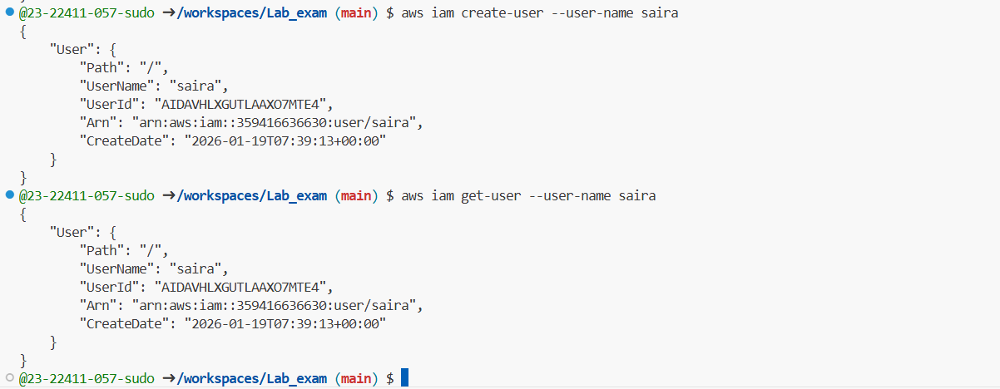 @23-22411-057-sudo ➜/workspaces/Lab_exam (main) $ aws iam create-user --user-name saira
{
    "User": {
        "Path": "/",
        "UserName": "saira",
        "UserId": "AIDAVHLXGUTLAAXO7MTE4",
        "Arn": "arn:aws:iam::359416636630:user/saira",
        "CreateDate": "2026-01-19T07:39:13+00:00"
    }
}
@23-22411-057-sudo ➜/workspaces/Lab_exam (main) $ aws iam get-user --user-name saira
{
    "User": {
        "Path": "/",
        "UserName": "saira",
        "UserId": "AIDAVHLXGUTLAAXO7MTE4",
        "Arn": "arn:aws:iam::359416636630:user/saira",
        "CreateDate": "2026-01-19T07:39:13+00:00"
    }
}
@23-22411-057-sudo ➜/workspaces/Lab_exam (main) $